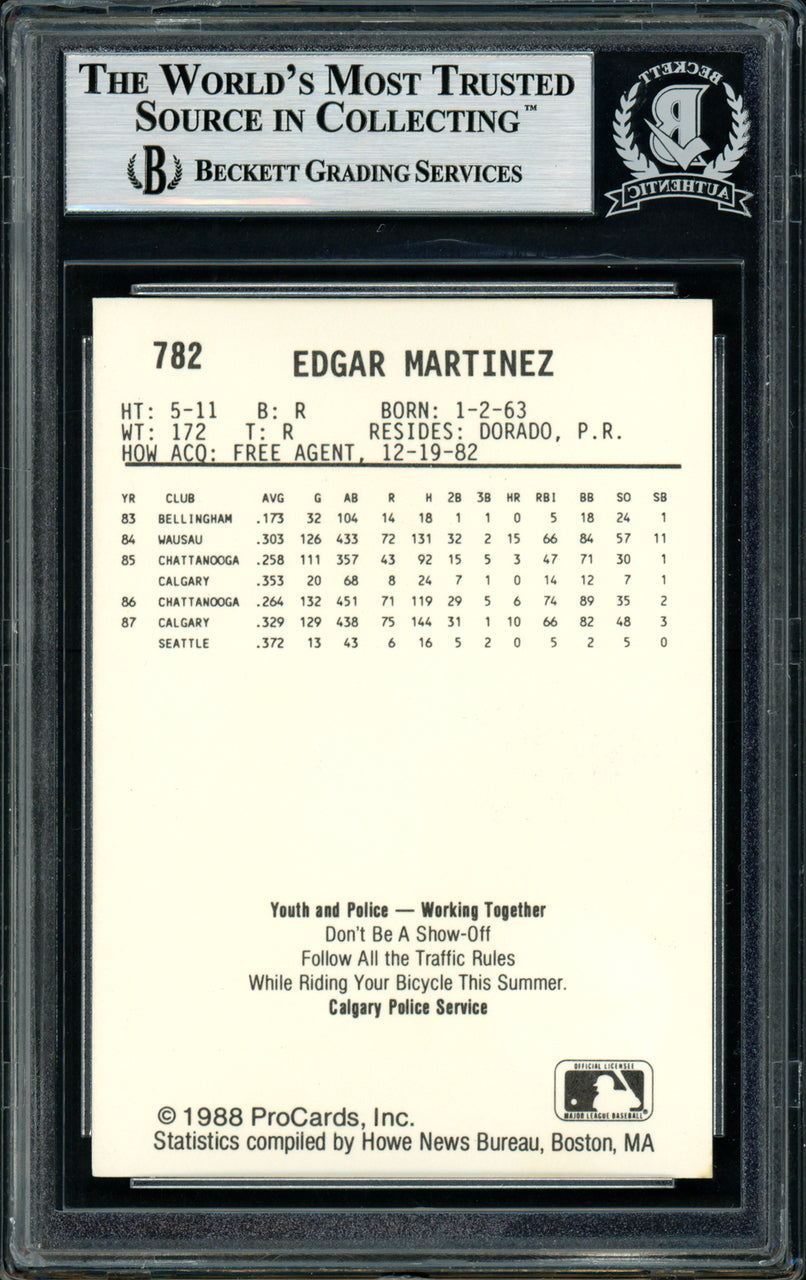 THE WORLD'S MOST TRUSTED
SOURCE IN COLLECTING™
B BECKETT GRADING SERVICES
BECKETT
B
AUTHENTIC
782 EDGAR MARTINEZ
HT: 5-11 B: R BORN: 1-2-63
WT: 172 T: R RESIDES: DORADO, P.R.
HOW ACQ: FREE AGENT, 12-19-82
YR CLUB AVG G AB R H 2B 3B HR RBI BB SO SB
83 BELLINGHAM .173 32 104 14 18 1 1 0 5 18 24 1
84 WAUSAU .303 126 433 72 131 32 2 15 66 84 57 11
85 CHATTANOOGA .258 111 357 43 92 15 5 3 47 71 30 1
CALGARY .353 20 68 8 24 7 1 0 14 12 7 1
86 CHATTANOOGA .264 132 451 71 119 29 5 6 74 89 35 2
87 CALGARY .329 129 438 75 144 31 1 10 66 82 48 3
SEATTLE .372 13 43 6 16 5 2 0 5 2 5 0
Youth and Police — Working Together
Don't Be A Show-Off
Follow All the Traffic Rules
While Riding Your Bicycle This Summer.
Calgary Police Service
OFFICIAL LICENSEE
MAJOR LEAGUE BASEBALL®
© 1988 ProCards, Inc.
Statistics compiled by Howe News Bureau, Boston, MA